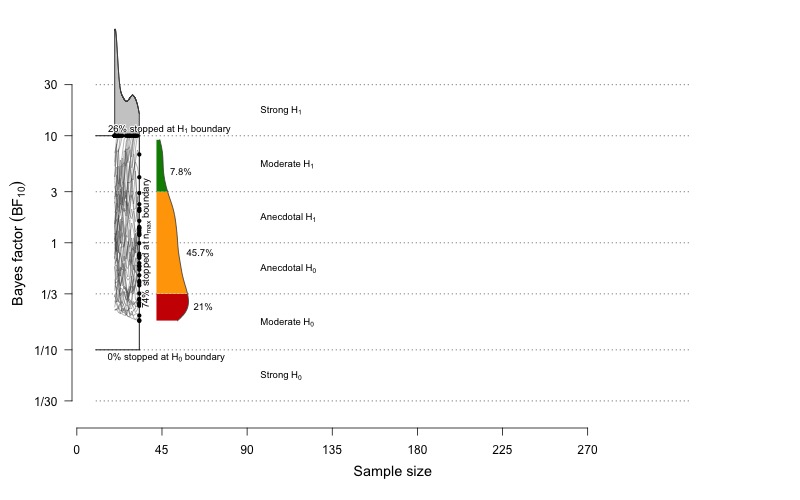 30
Strong H1
26% stopped at H1 boundary
10
Moderate H1
7.8%
3
Anecdotal H1
74% stopped at nmax boundary
Bayes factor (BF10)
1
45.7%
Anecdotal H0
1/3
21%
Moderate H0
1/10
0% stopped at H0 boundary
Strong H0
1/30
0 45 90 135 180 225 270
Sample size